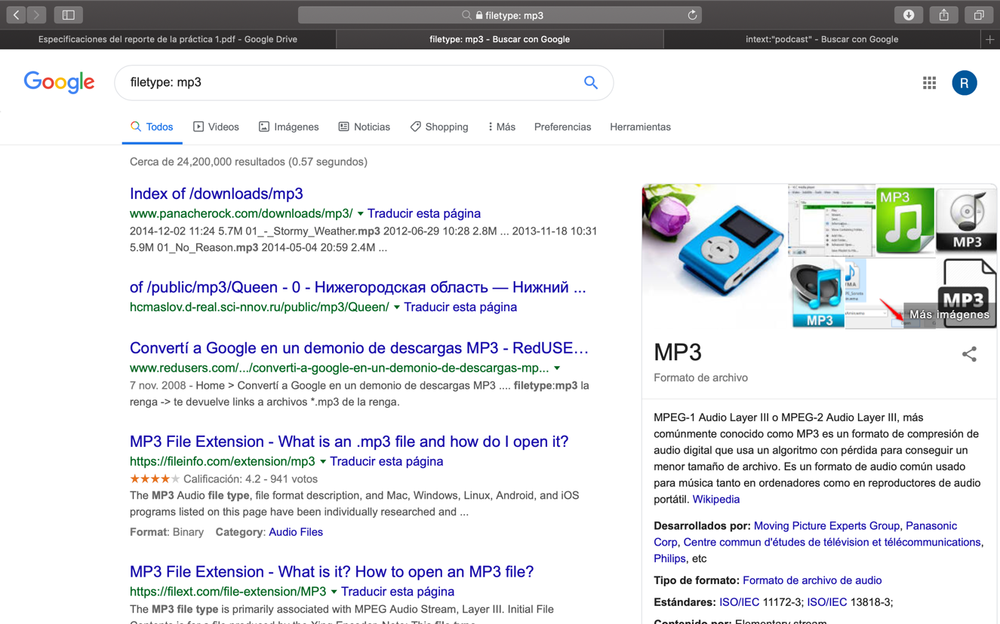 filetype: mp3
Especificaciones del reporte de la práctica 1.pdf - Google Drive
filetype: mp3 - Buscar con Google
intext:"podcast" - Buscar con Google
Google
filetype: mp3
R
Todos
Videos
Imágenes
Noticias
Shopping
Más
Preferencias
Herramientas
Cerca de 24,200,000 resultados (0.57 segundos)
Index of /downloads/mp3
www.panacherock.com/downloads/mp3/ ▼ Traducir esta página
2014-12-02 11:24 5.7M 01_-_Stormy_Weather.mp3 2012-06-29 10:28 2.8M ... 2013-11-18 10:31
5.9M 01_No_Reason.mp3 2014-05-04 20:59 2.4M ...
of /public/mp3/Queen - 0 - Нижегородская область — Нижний ...
hcmaslov.d-real.sci-nnov.ru/public/mp3/Queen/ ▼ Traducir esta página
Convertí a Google en un demonio de descargas MP3 - RedUSE...
www.redusers.com/.../converti-a-google-en-un-demonio-de-descargas-mp... ▼
7 nov. 2008 - Home > Convertí a Google en un demonio de descargas MP3 .... filetype:mp3 la
renga -> te devuelve links a archivos *.mp3 de la renga.
MP3 File Extension - What is an .mp3 file and how do I open it?
https://fileinfo.com/extension/mp3 ▼ Traducir esta página
★★★★★ Calificación: 4.2 - 941 votos
The MP3 Audio file type, file format description, and Mac, Windows, Linux, Android, and iOS
programs listed on this page have been individually researched and ...
Format: Binary Category: Audio Files
MP3 File Extension - What is it? How to open an MP3 file?
https://filext.com/file-extension/MP3 ▼ Traducir esta página
The MP3 file type is primarily associated with MPEG Audio Stream, Layer III. Initial File
Contents is for a file produced by the Xing Encoder. Note: This file type
MP3
MP3
MP3
MP3
Más imágenes
MP3
Formato de archivo
MPEG-1 Audio Layer III o MPEG-2 Audio Layer III, más
comúnmente conocido como MP3 es un formato de compresión de
audio digital que usa un algoritmo con pérdida para conseguir un
menor tamaño de archivo. Es un formato de audio común usado
para música tanto en ordenadores como en reproductores de audio
portátil. Wikipedia
Desarrollados por: Moving Picture Experts Group, Panasonic
Corp, Centre commun d'études de télévision et télécommunications,
Philips, etc
Tipo de formato: Formato de archivo de audio
Estándares: ISO/IEC 11172-3; ISO/IEC 13818-3;
Contenido por: Elementary stream